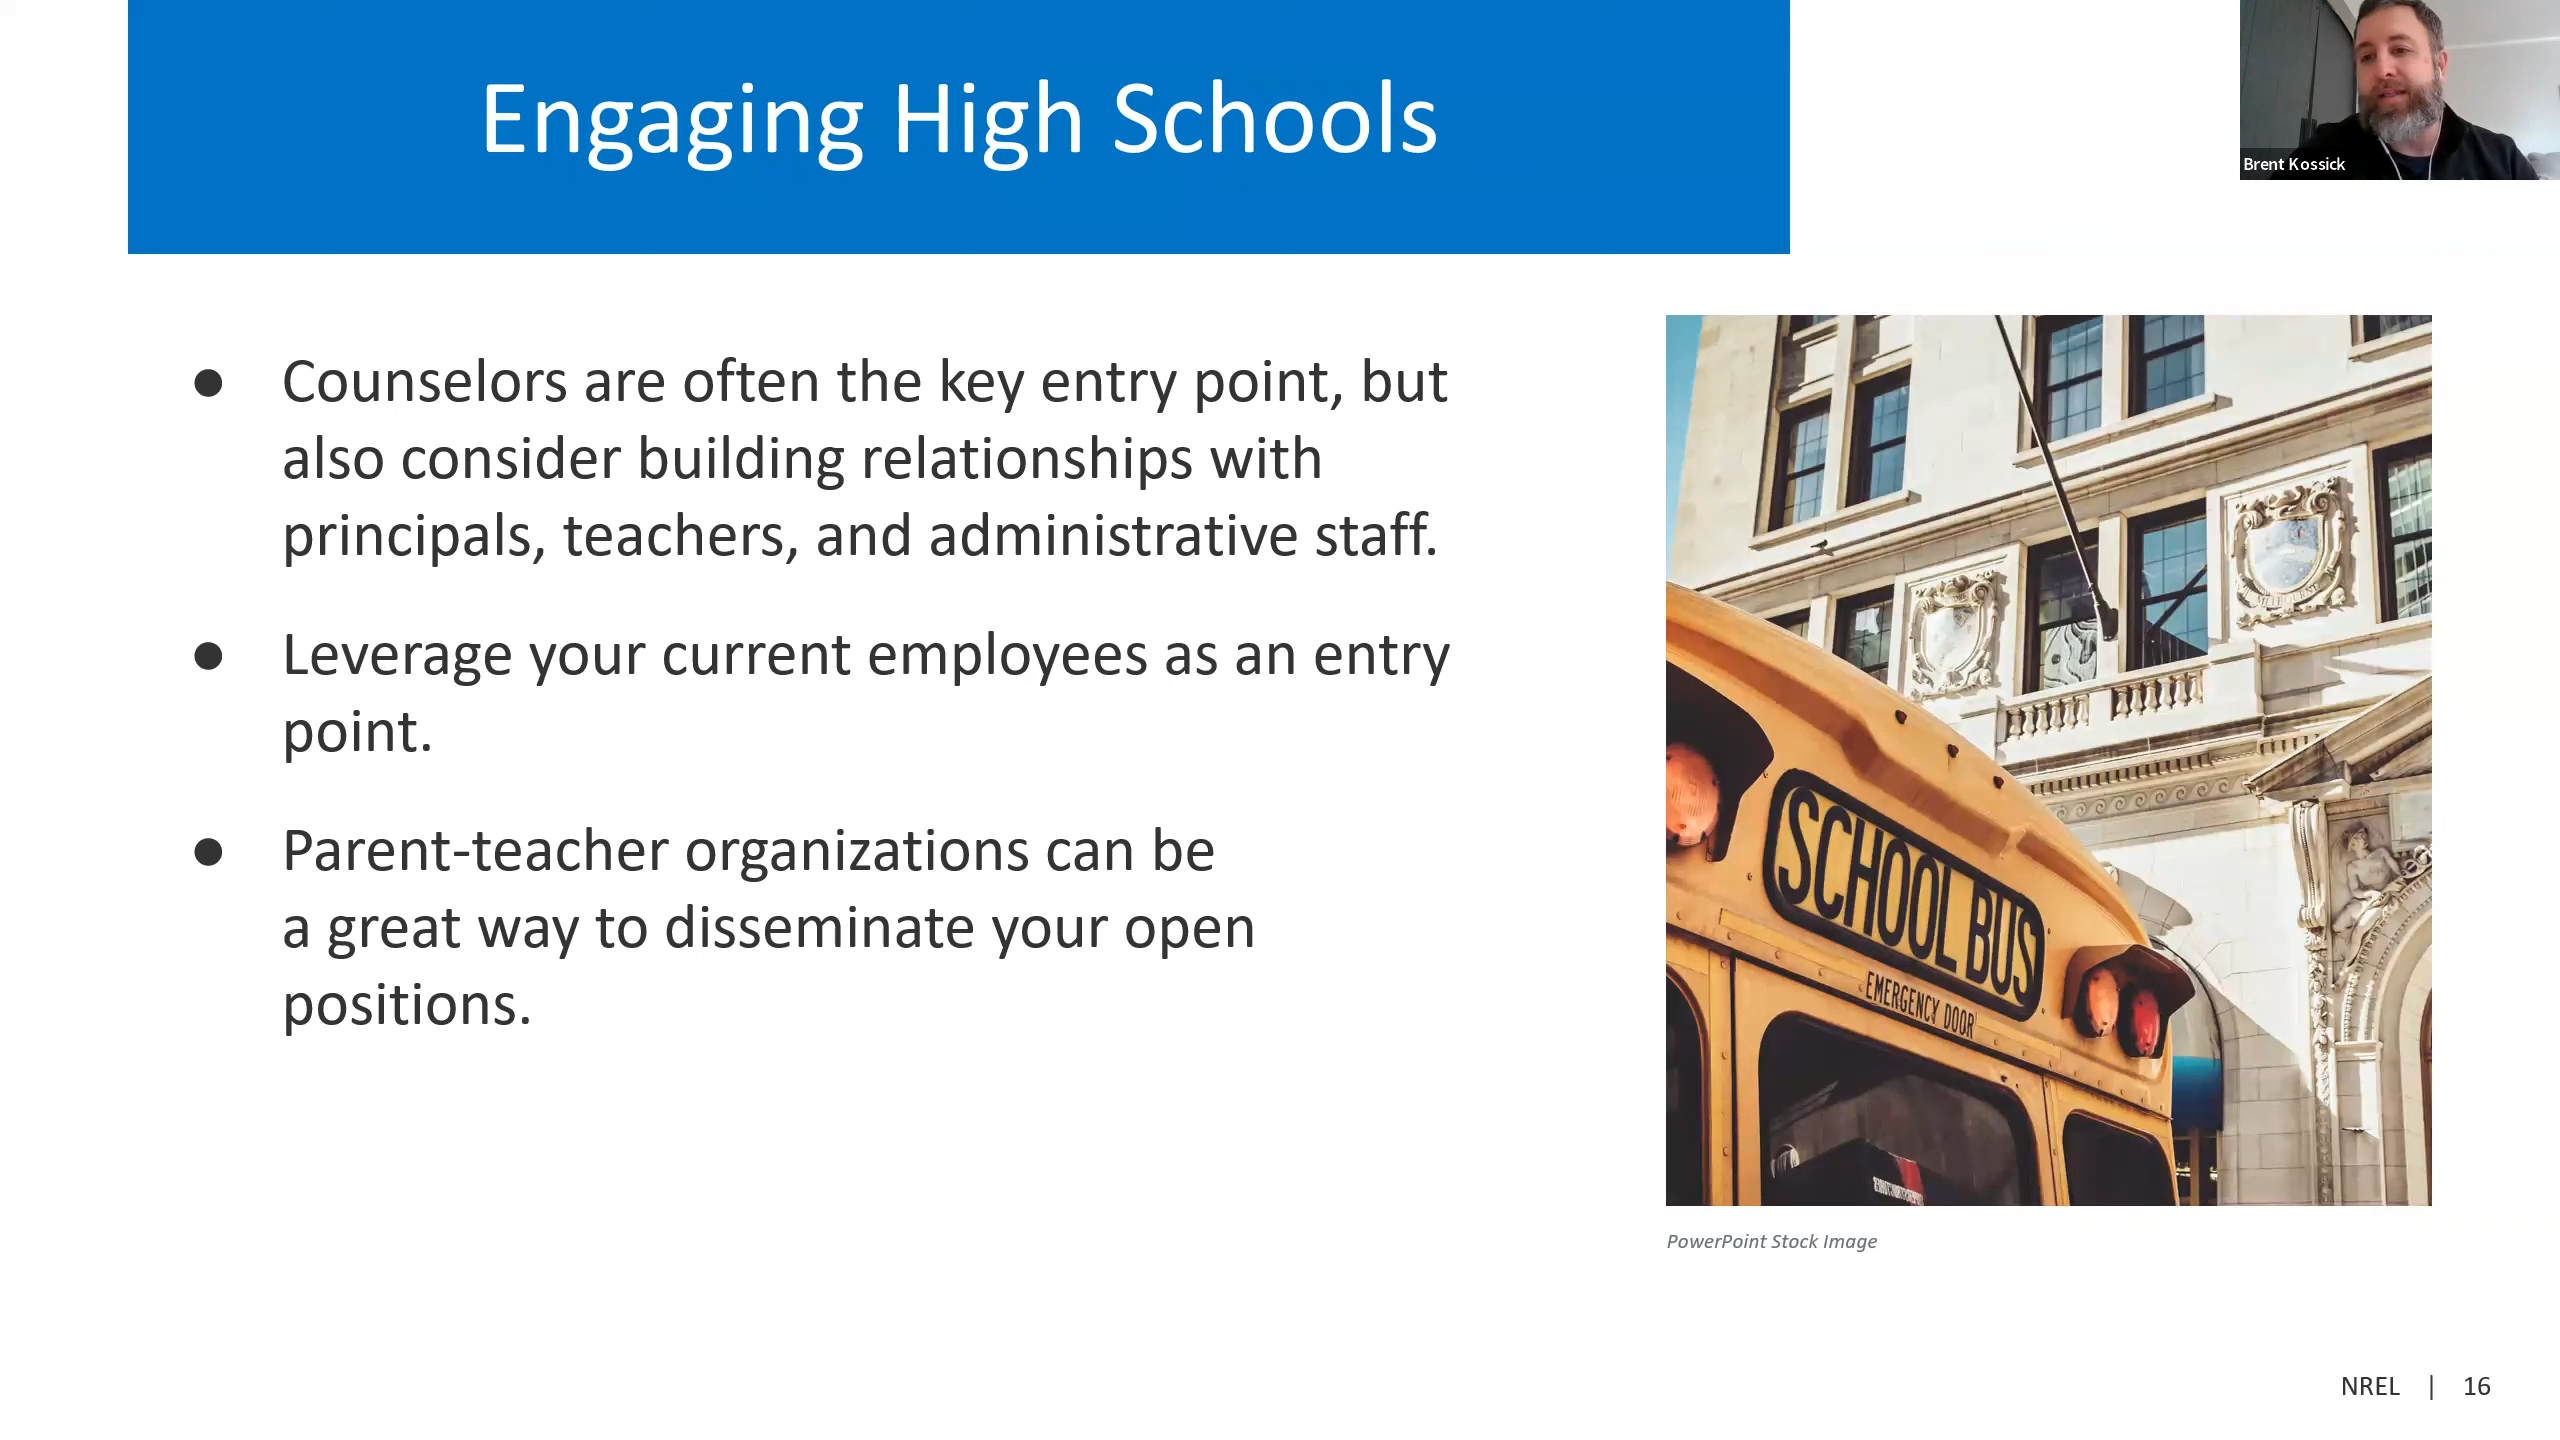 Engaging High Schools
Brent Kossick
● Counselors are often the key entry point, but
also consider building relationships with
principals, teachers, and administrative staff.
● Leverage your current employees as an entry
point.
● Parent-teacher organizations can be
a great way to disseminate your open
positions.
SCHOOL BUS
EMERGENCY DOOR
PowerPoint Stock Image
NREL | 16